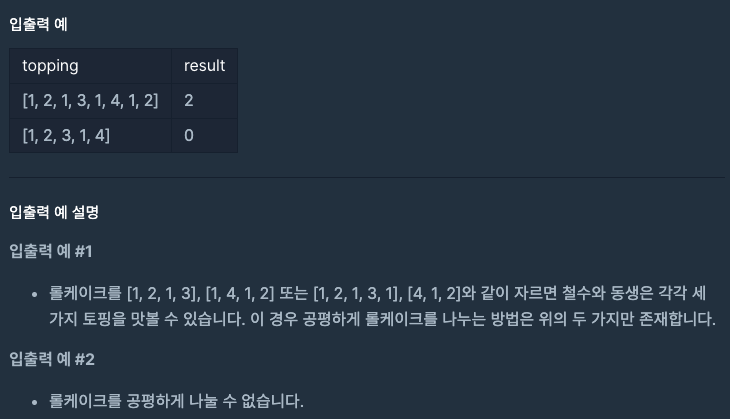 입출력 예
topping result
[1, 2, 1, 3, 1, 4, 1, 2] 2
[1, 2, 3, 1, 4] 0
입출력 예 설명
입출력 예 #1
• 롤케이크를 [1, 2, 1, 3], [1, 4, 1, 2] 또는 [1, 2, 1, 3, 1], [4, 1, 2]와 같이 자르면 철수와 동생은 각각 세
가지 토핑을 맛볼 수 있습니다. 이 경우 공평하게 롤케이크를 나누는 방법은 위의 두 가지만 존재합니다.
입출력 예 #2
• 롤케이크를 공평하게 나눌 수 없습니다.